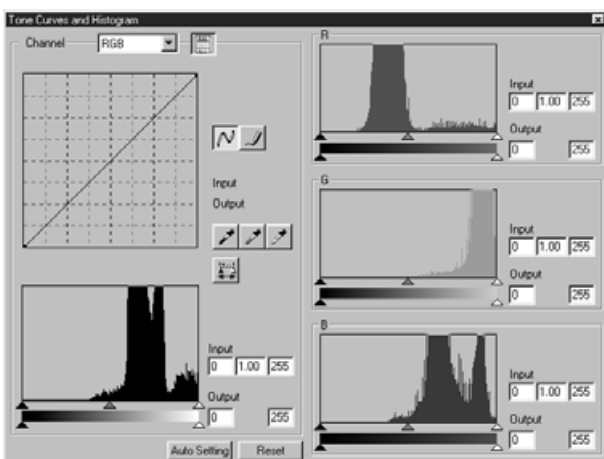 Tone Curves and Histogram
Channel RGB
Input
Output
Input
0 1.00 255
Output
0 255
Auto Setting Reset
R
Input
0 1.00 255
Output
0 255
G
Input
0 1.00 255
Output
0 255
B
Input
0 1.00 255
Output
0 255